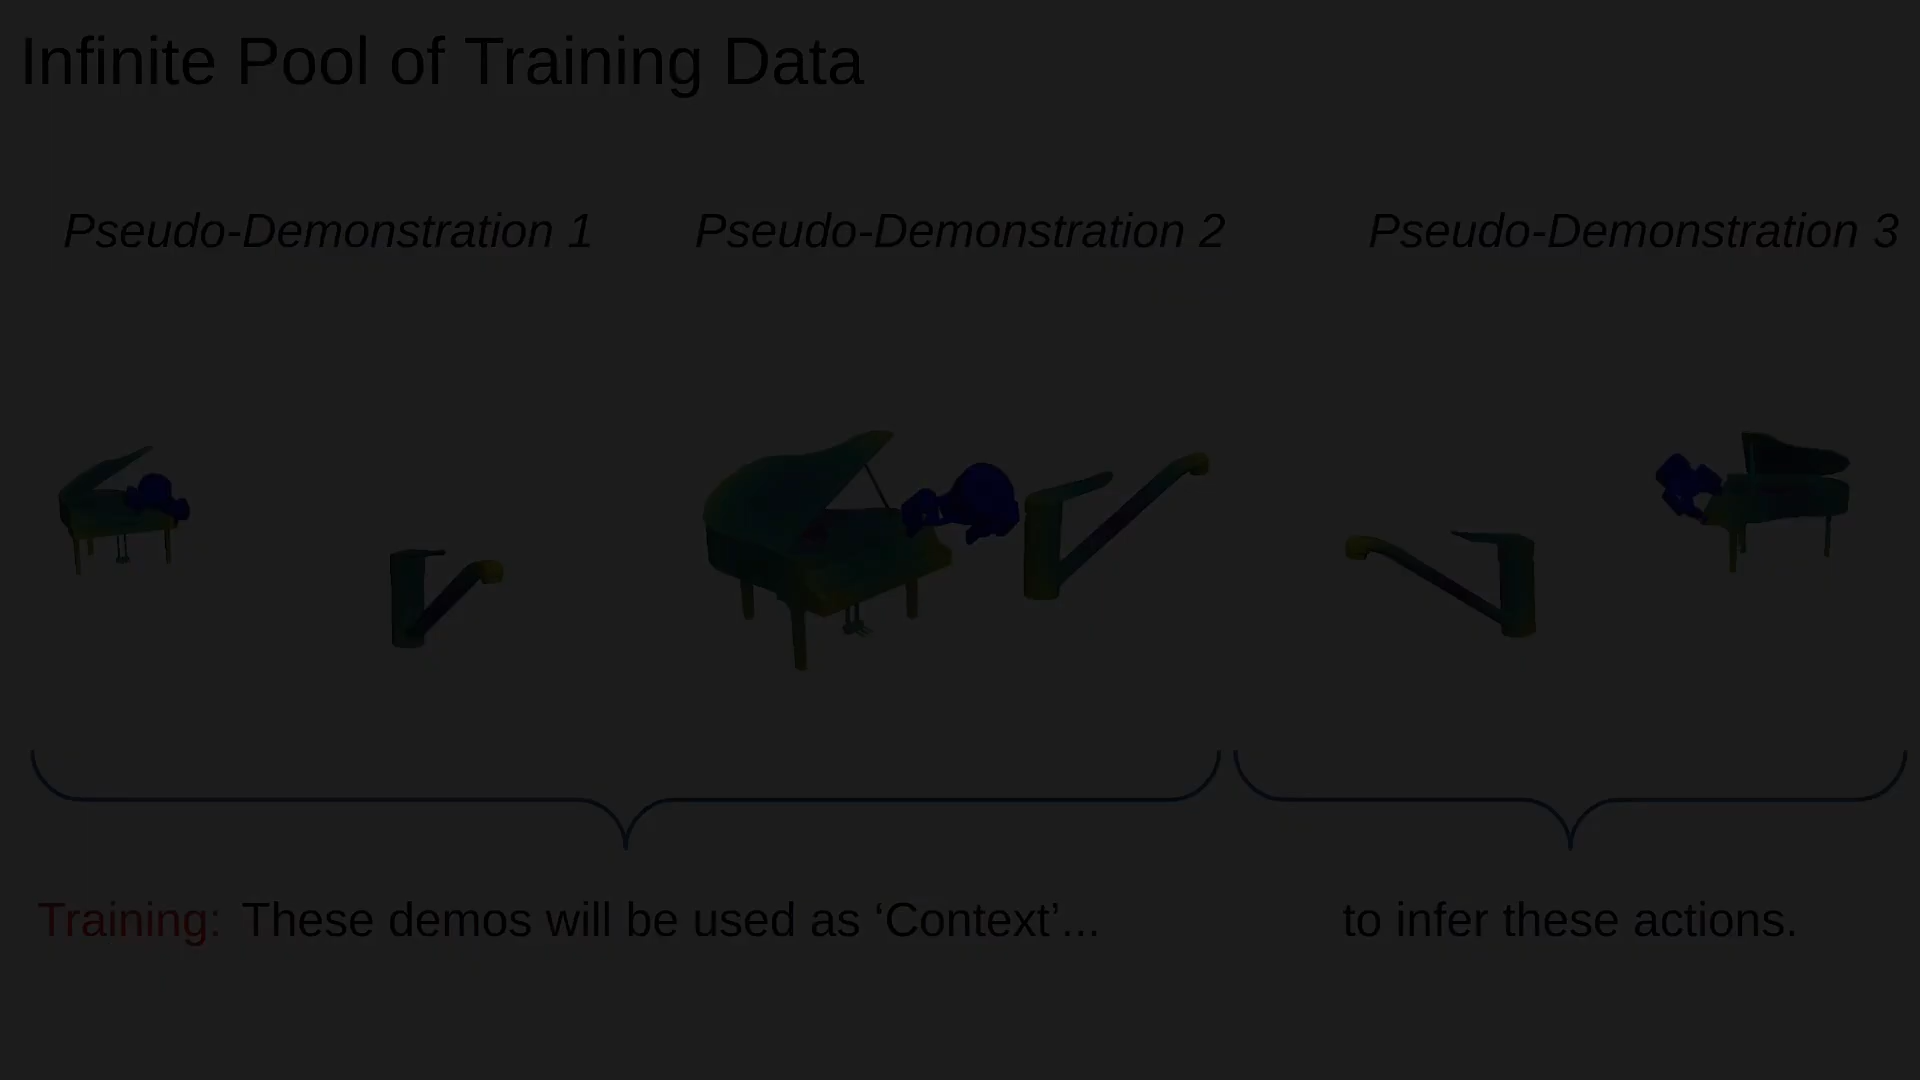 Infinite Pool of Training Data
Pseudo-Demonstration 1
Pseudo-Demonstration 2
Pseudo-Demonstration 3
Training: These demos will be used as ‘Context’...
to infer these actions.